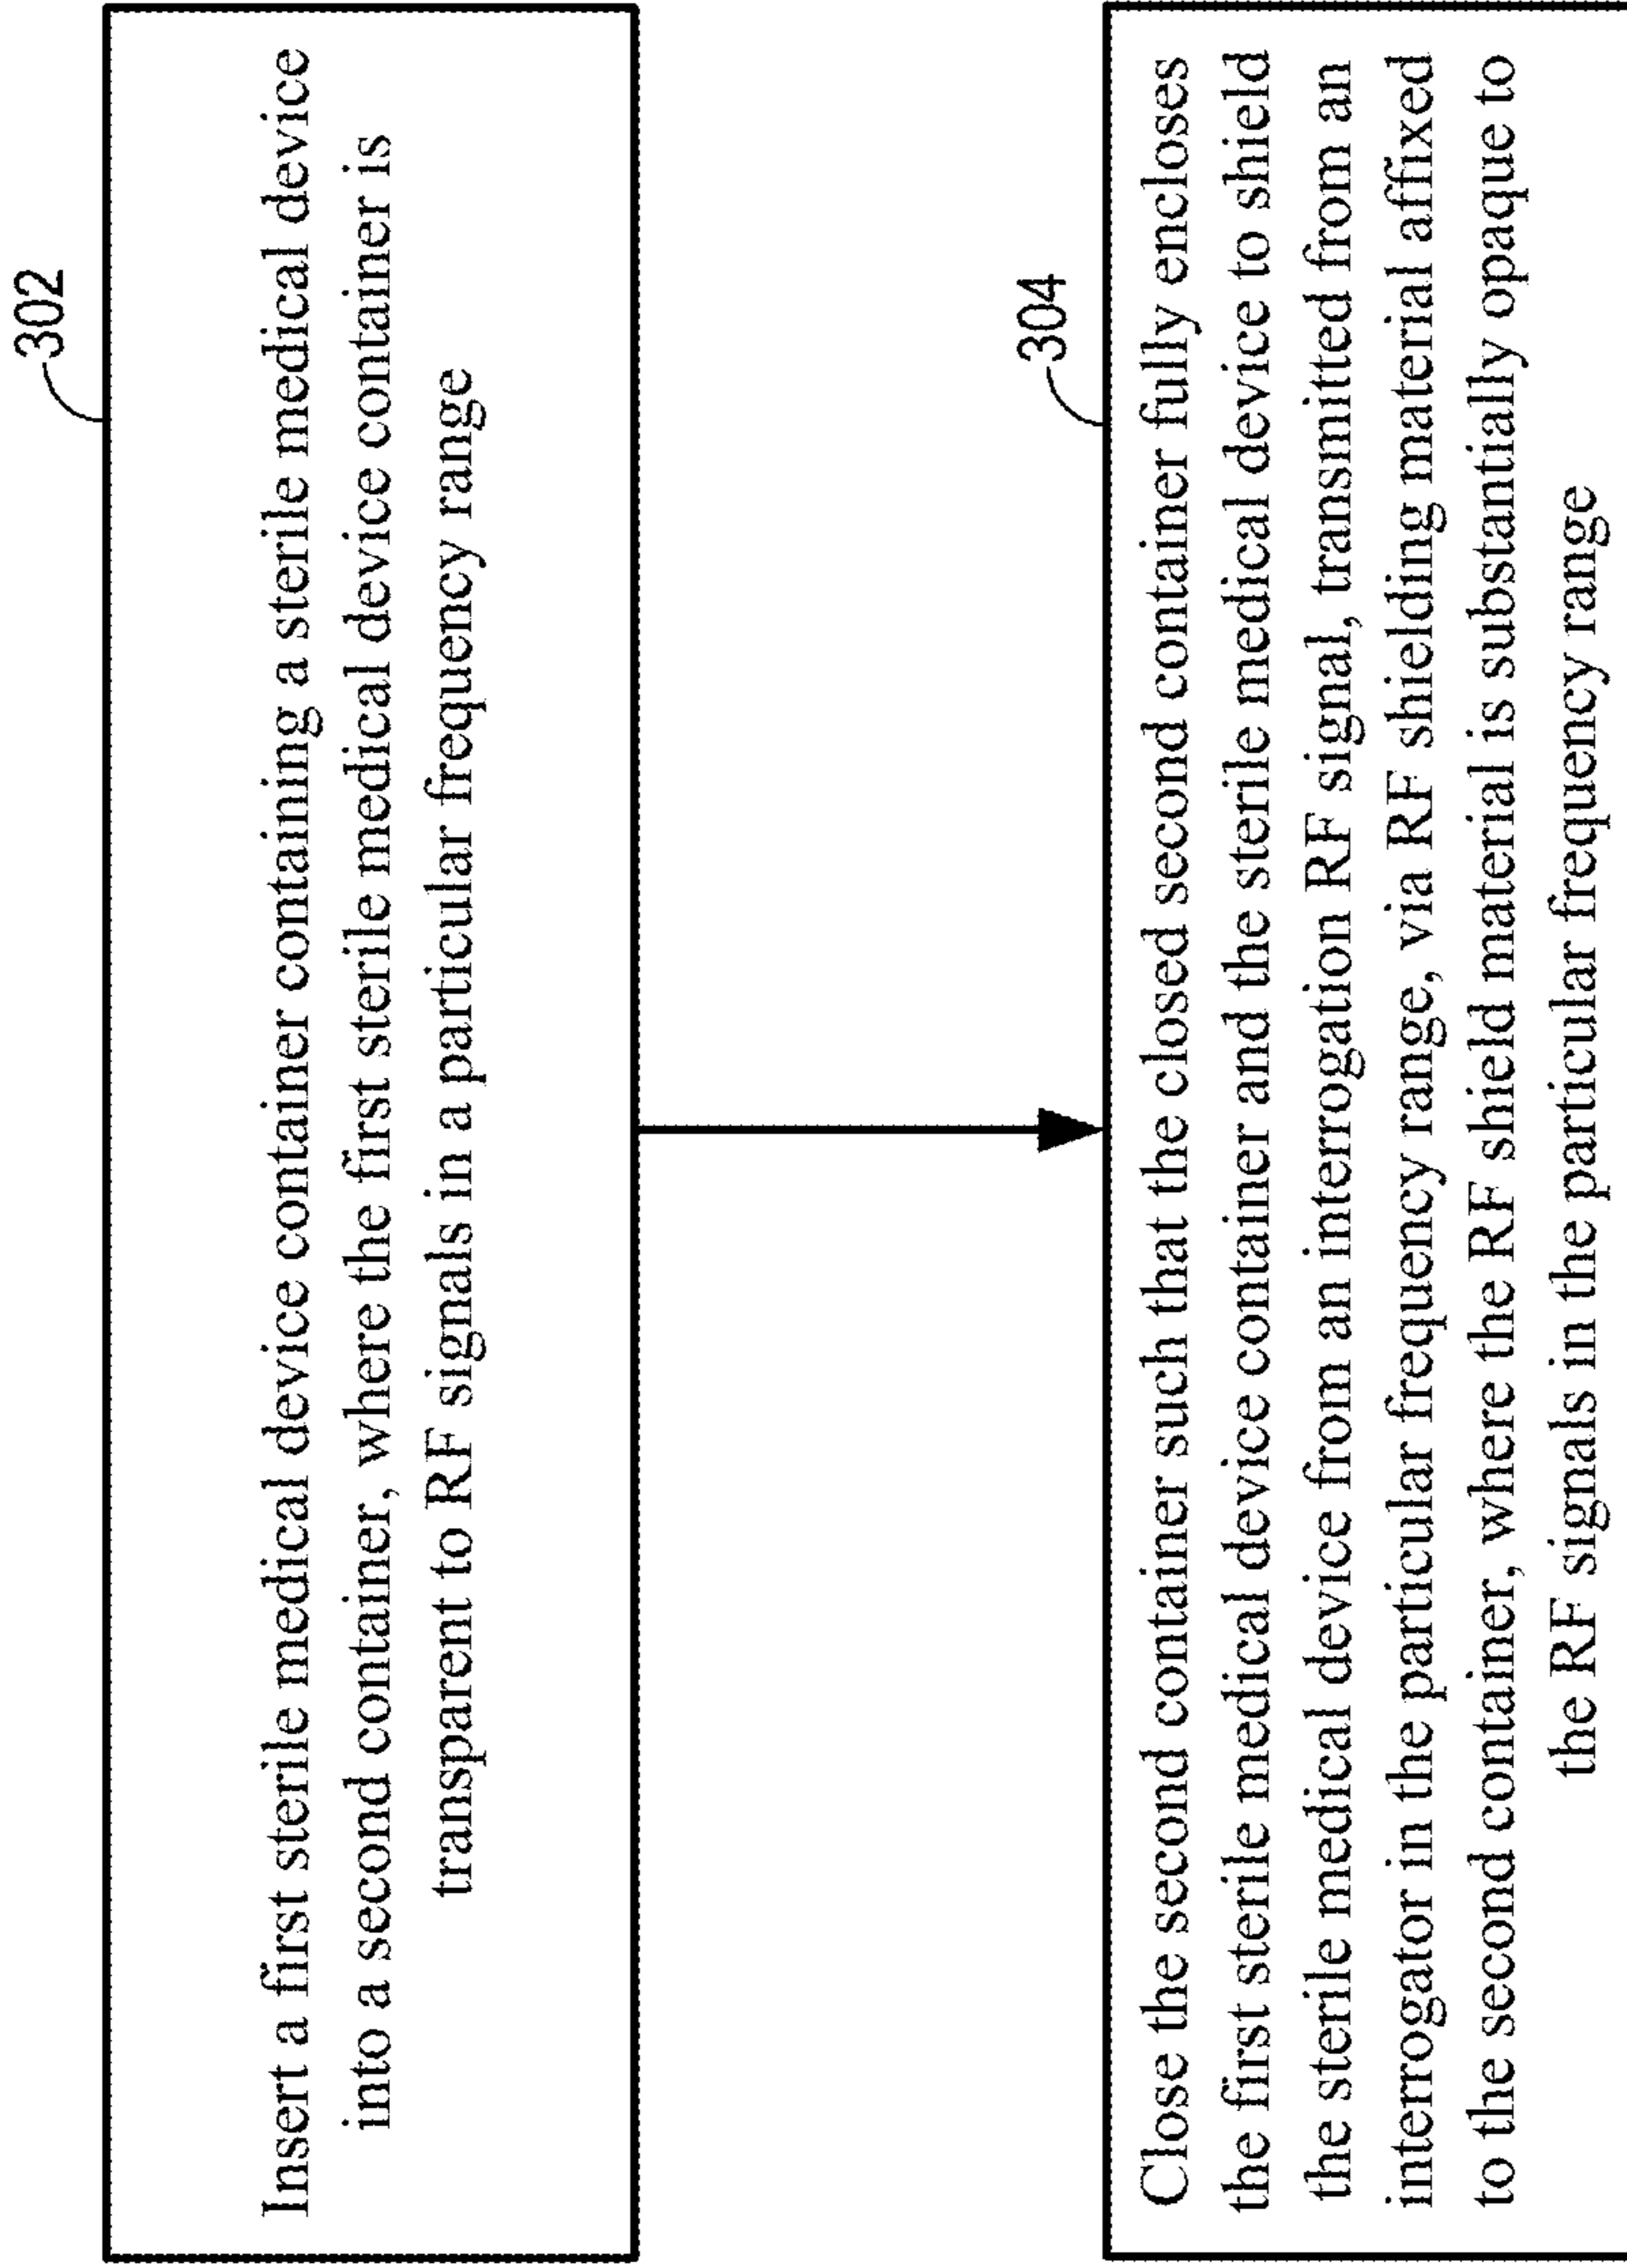 302
Insert a first sterile medical device container containing a sterile medical device
into a second container, where the first sterile medical device container is
transparent to RF signals in a particular frequency range
304
Close the second container such that the closed second container fully encloses
the first sterile medical device container and the sterile medical device to shield
the sterile medical device from an interrogation RF signal, transmitted from an
interrogator in the particular frequency range, via RF shielding material affixed
to the second container, where the RF shield material is substantially opaque to
the RF signals in the particular frequency range